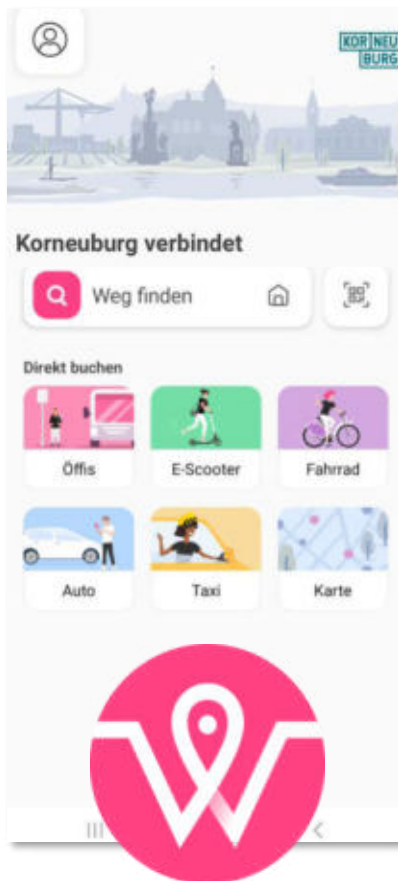 KOR NEU
BURG
Korneuburg verbindet
Weg finden
Direkt buchen
Öffis
E-Scooter
Fahrrad
Auto
Taxi
Karte